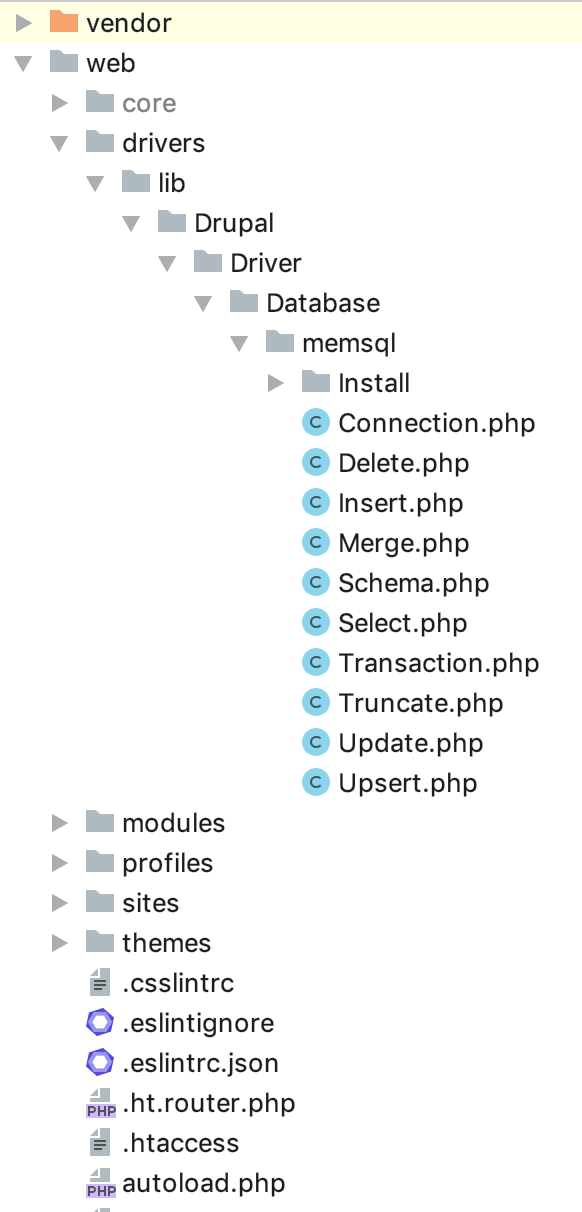 vendor
web
core
drivers
lib
Drupal
Driver
Database
memsql
Install
C Connection.php
C Delete.php
C Insert.php
C Merge.php
C Schema.php
C Select.php
C Transaction.php
C Truncate.php
C Update.php
C Upsert.php
modules
profiles
sites
themes
.csslintrc
.eslintignore
.eslintrc.json
PHP .ht.router.php
.htaccess
PHP autoload.php